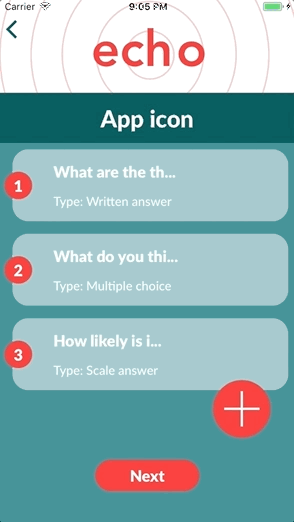 Carrier 9:05 PM
echo
App icon
1
What are the th...
Type: Written answer
2
What do you thi...
Type: Multiple choice
3
How likely is i...
Type: Scale answer
Next